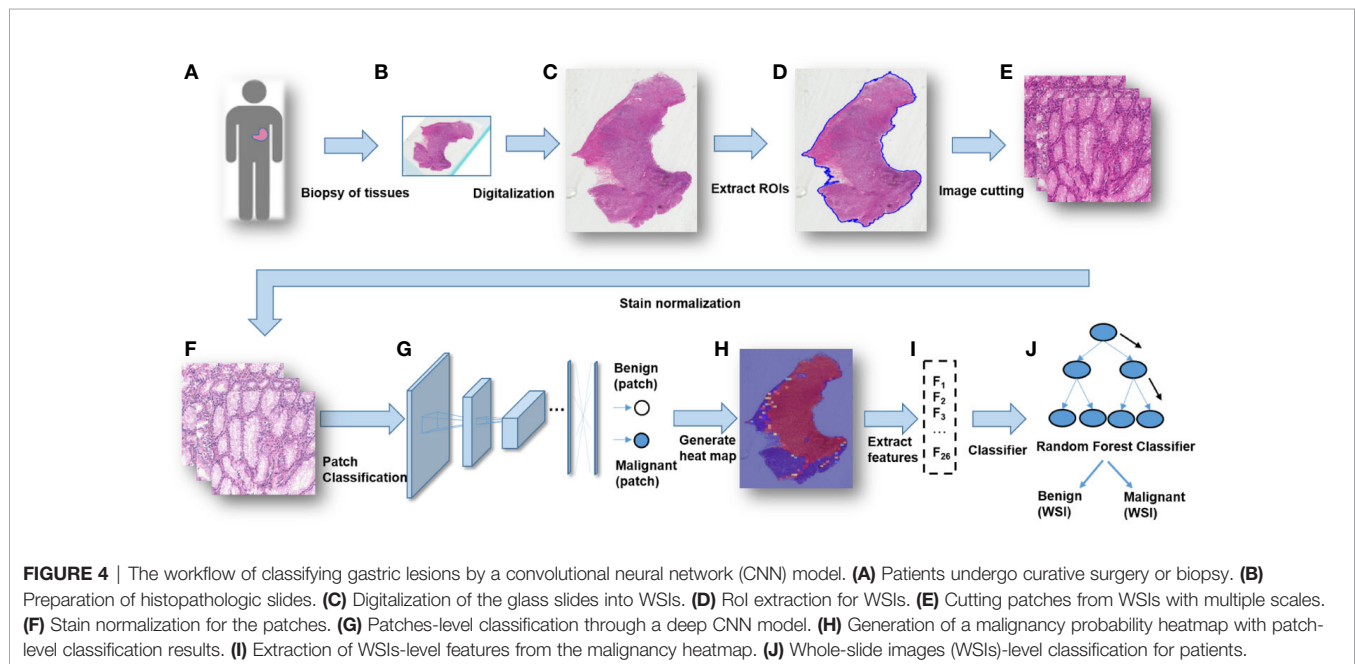 A
B
C
D
E
Biopsy of tissues
Digitalization
Extract ROIs
Image cutting
Stain normalization
F
G
H
I
J
Patch
Classification
Benign
(patch)
Malignant
(patch)
Generate
heat map
Extract
features
F1
F2
F3
...
F26
Classifier
Random Forest Classifier
Benign
(WSI)
Malignant
(WSI)
FIGURE 4 | The workflow of classifying gastric lesions by a convolutional neural network (CNN) model. (A) Patients undergo curative surgery or biopsy. (B)
Preparation of histopathologic slides. (C) Digitalization of the glass slides into WSIs. (D) RoI extraction for WSIs. (E) Cutting patches from WSIs with multiple scales.
(F) Stain normalization for the patches. (G) Patches-level classification through a deep CNN model. (H) Generation of a malignancy probability heatmap with patch-
level classification results. (I) Extraction of WSIs-level features from the malignancy heatmap. (J) Whole-slide images (WSIs)-level classification for patients.